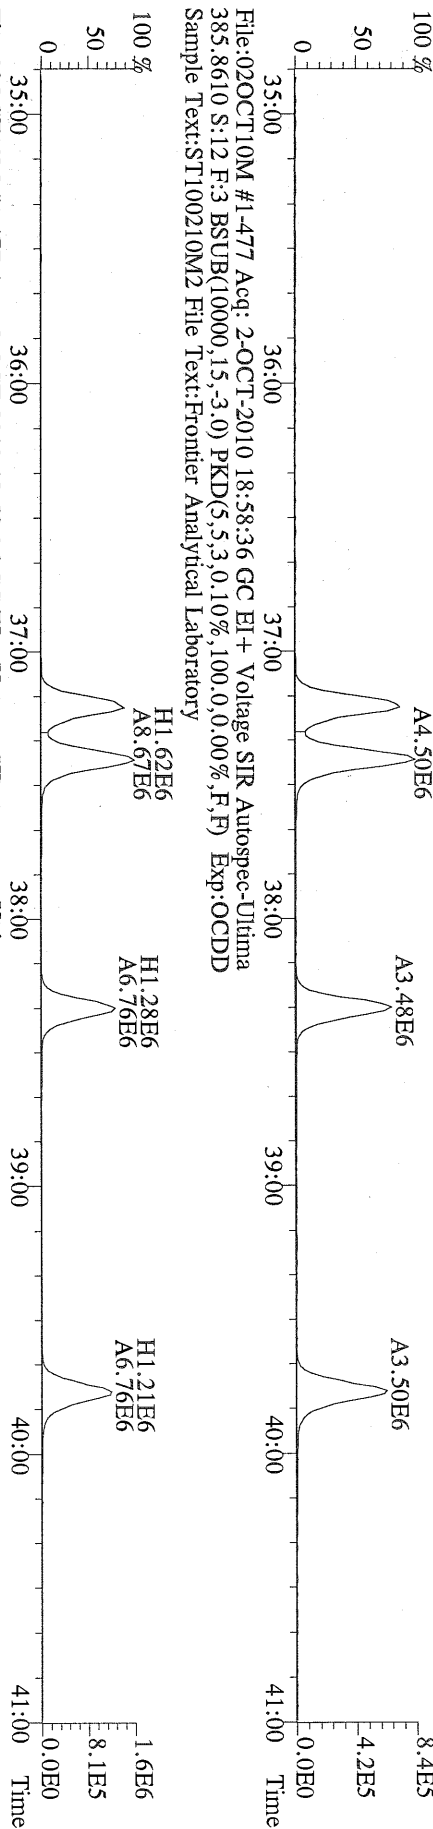 100 %
A4.50E6
A3.48E6
A3.50E6
8.4E5
50
4.2E5
0
0.0E0
35:00 36:00 37:00 38:00 39:00 40:00 41:00 Time
File:02OCT10M #1-477 Acq: 2-OCT-2010 18:58:36 GC EI+ Voltage SIR Autospec-Ultima
385.8610 S:12 F:3 BSUB(10000,15,-3.0) PKD(5,5,3,0.10%,100.0,0.00%,F,F) Exp:OCDD
Sample Text:ST100210M2 File Text:Frontier Analytical Laboratory
100 %
H1.62E6
A8.67E6
H1.28E6
A6.76E6
H1.21E6
A6.76E6
1.6E6
50
8.1E5
0
0.0E0
35:00 36:00 37:00 38:00 39:00 40:00 41:00 Time